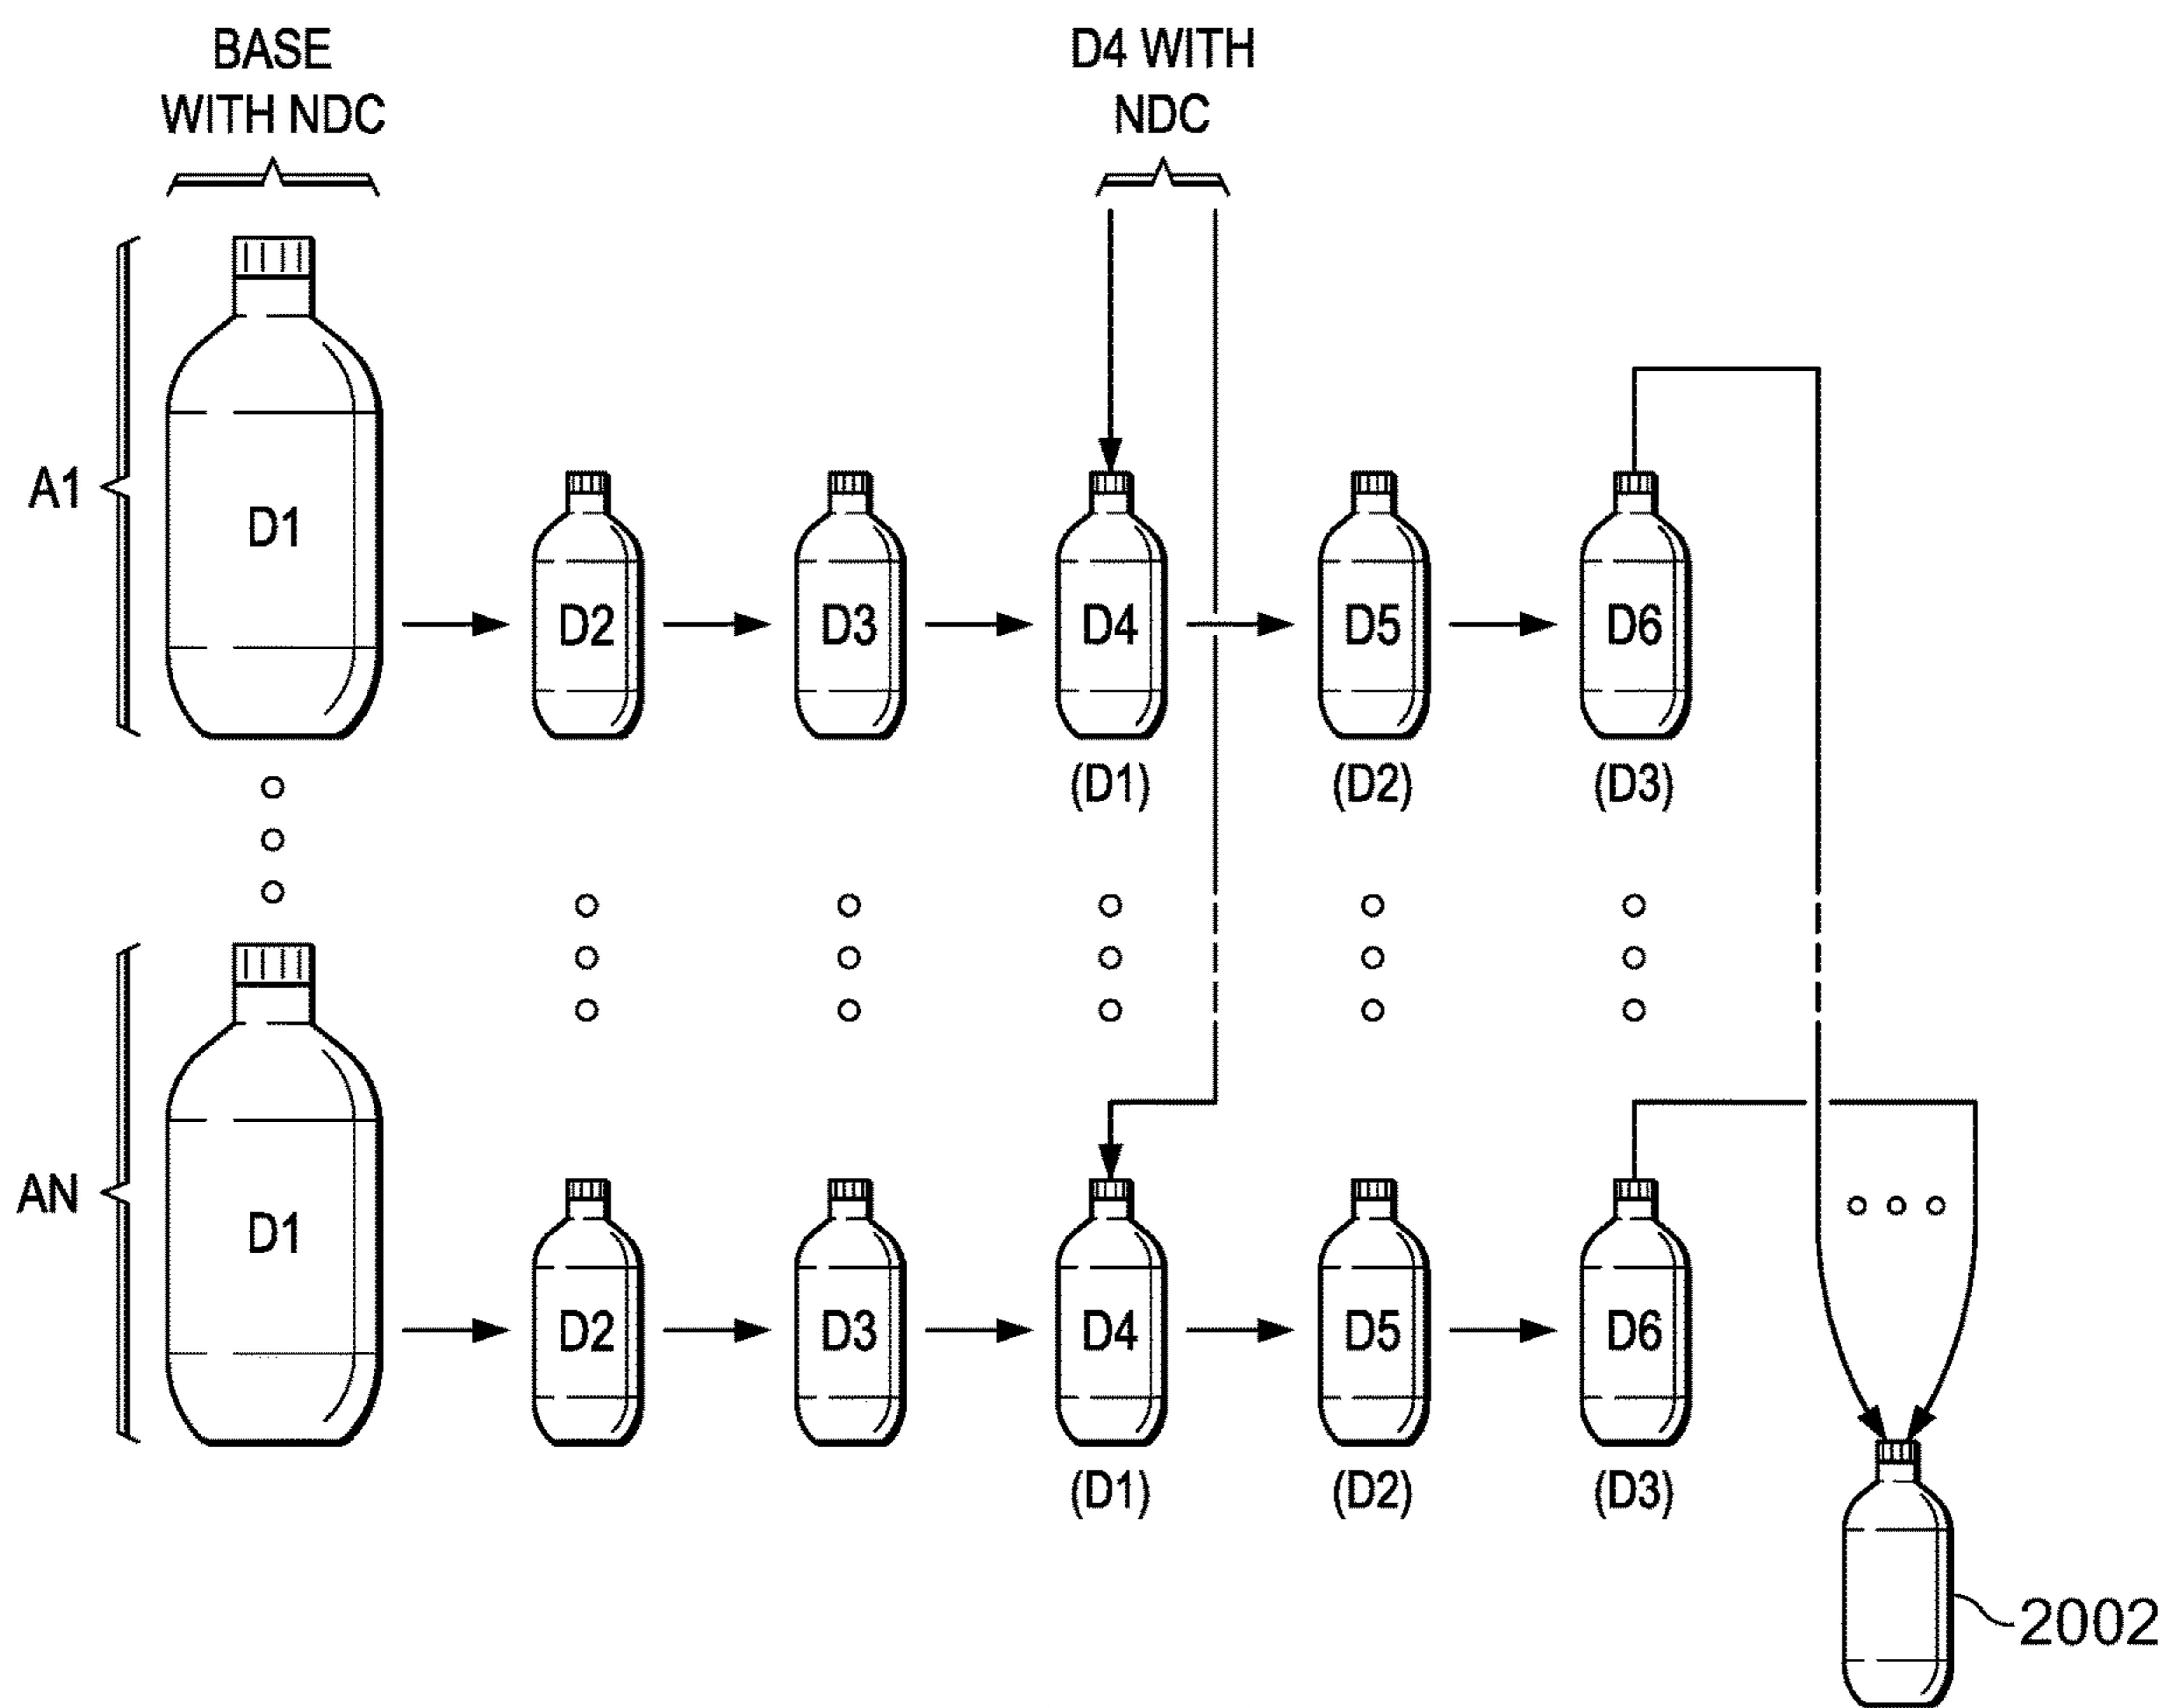 BASE
WITH NDC
D4 WITH
NDC
A1
D1
D2
D3
D4
D5
D6
(D1)
(D2)
(D3)
AN
D1
D2
D3
D4
D5
D6
(D1)
(D2)
(D3)
2002